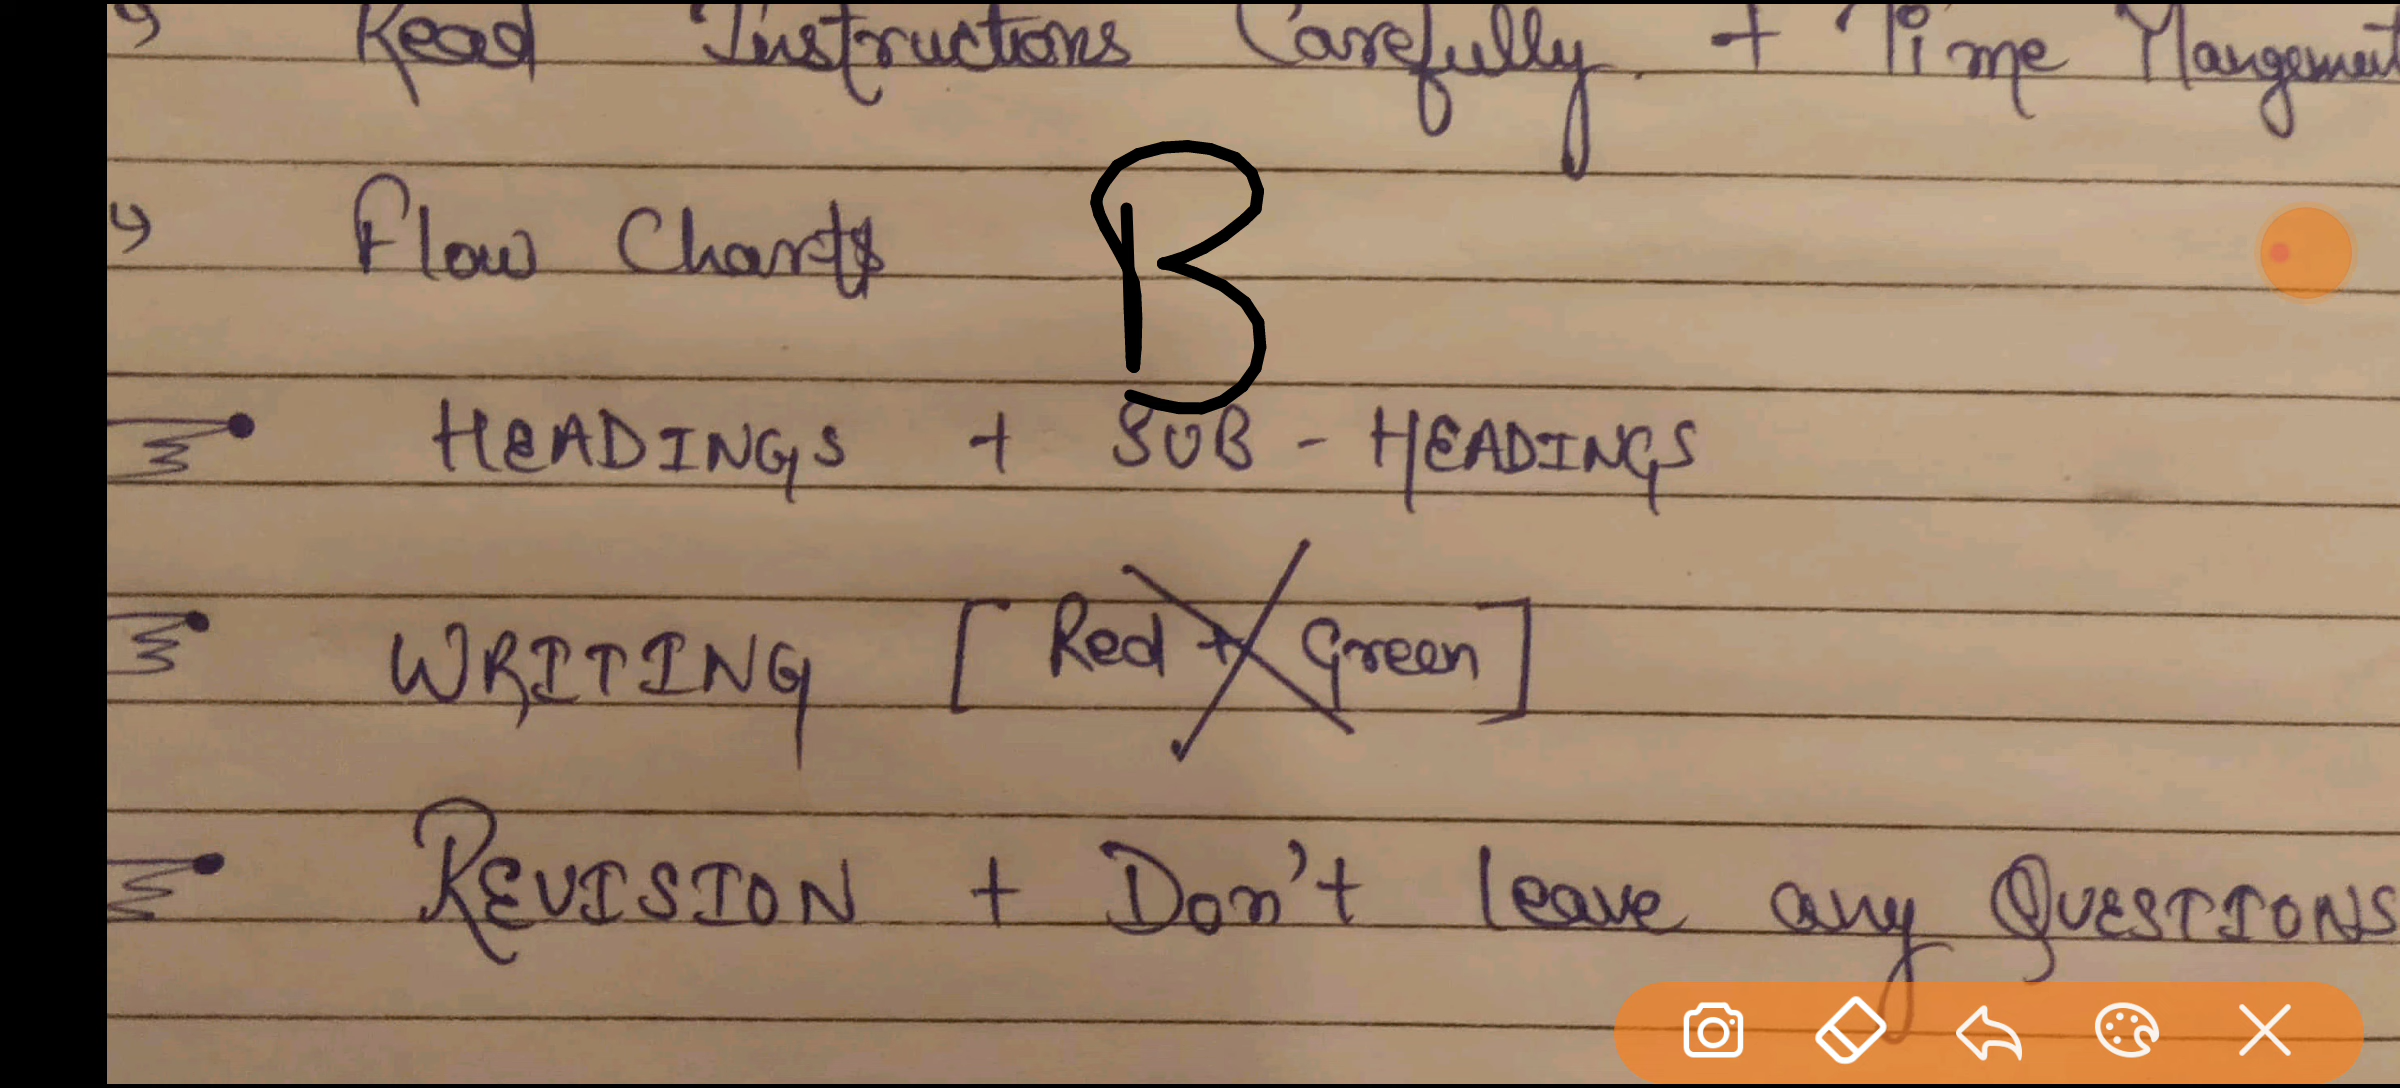 Read Instructions Carefully + Time Mangement
Flow Charts B
HEADINGS + SUB - HEADINGS
WRITING [Red + Green]
REVISION + Don't leave any QUESTIONS